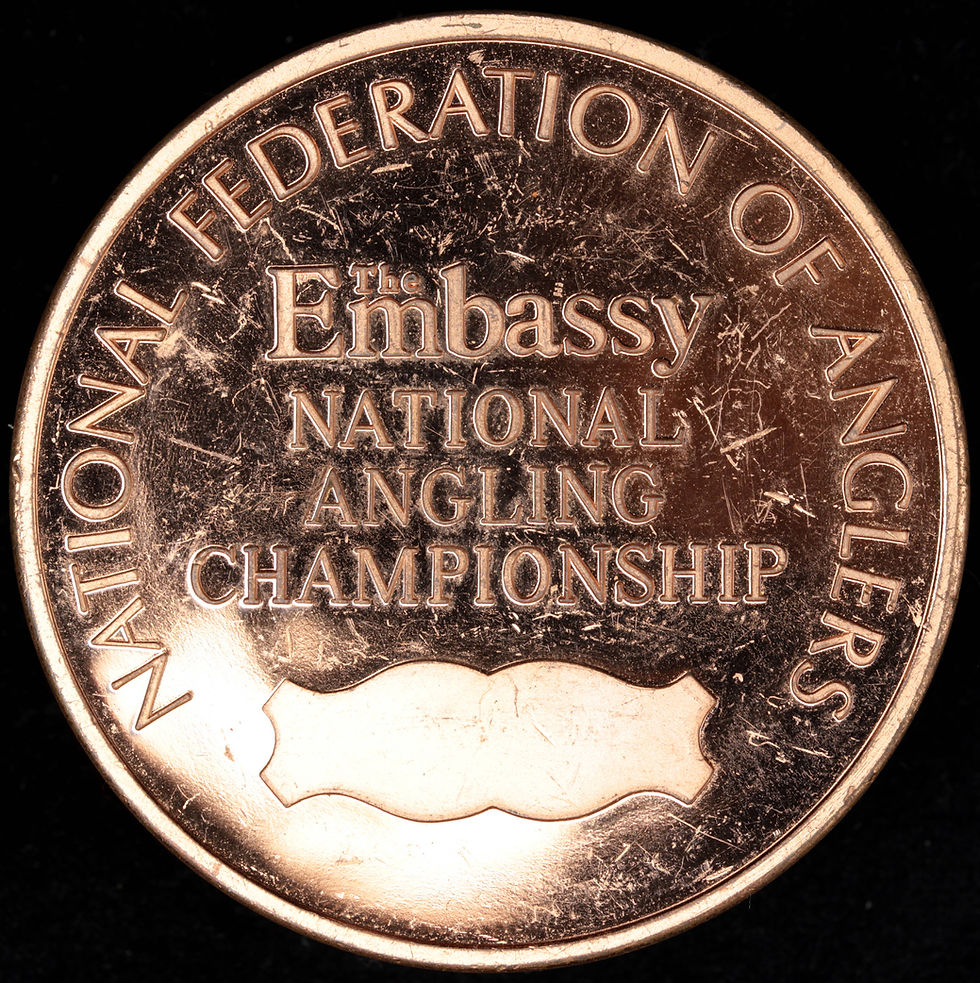 NATIONAL FEDERATION OF ANGLERS
The
Embassy
NATIONAL
ANGLING
CHAMPIONSHIP